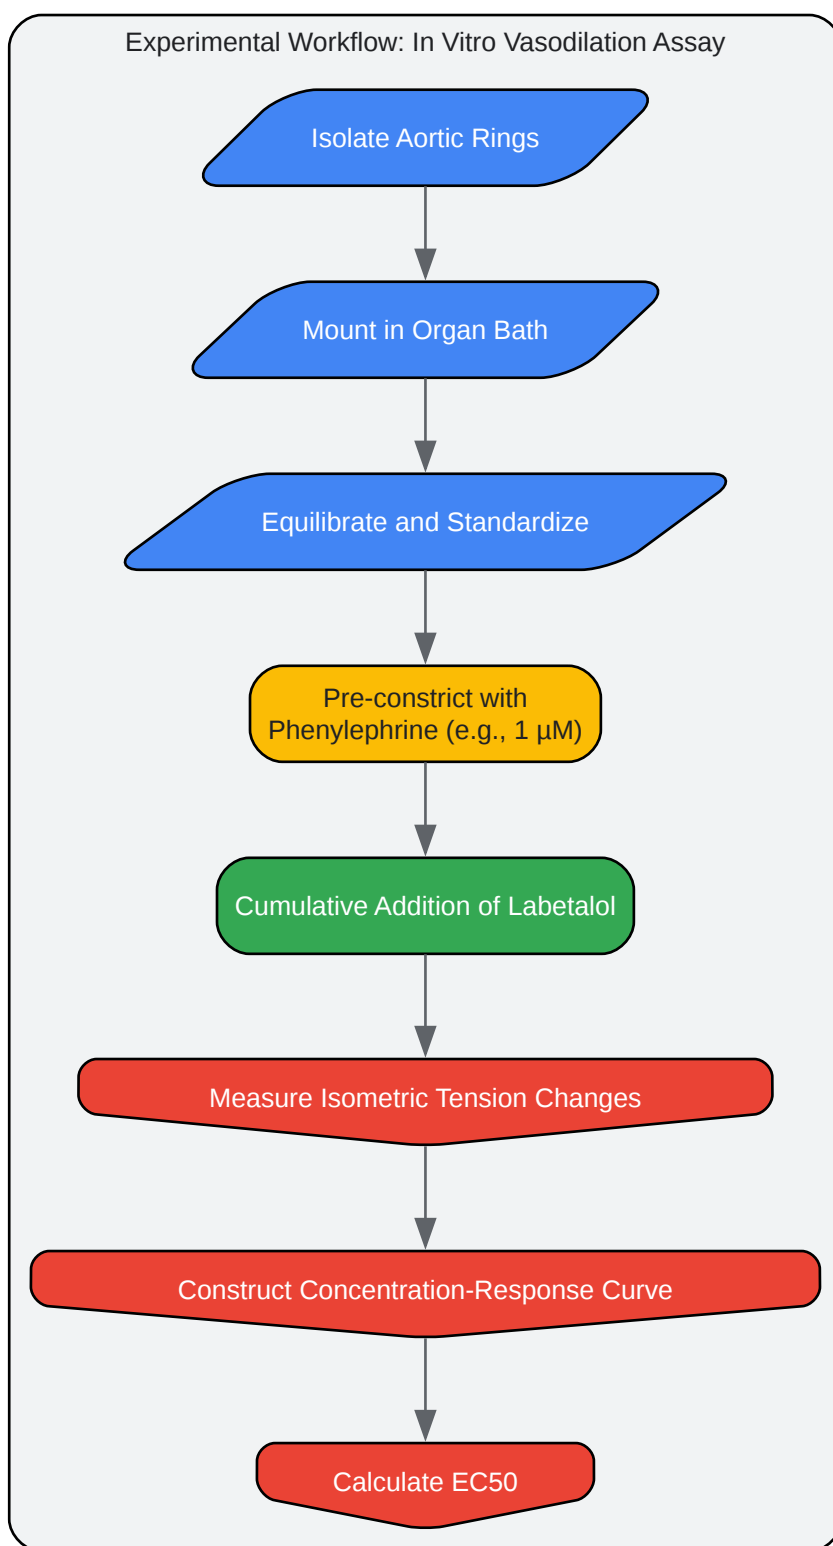 Experimental Workflow: In Vitro Vasodilation Assay
Isolate Aortic Rings
Mount in Organ Bath
Equilibrate and Standardize
Pre-constrict with
Phenylephrine (e.g., 1 µM)
Cumulative Addition of Labetalol
Measure Isometric Tension Changes
Construct Concentration-Response Curve
Calculate EC50